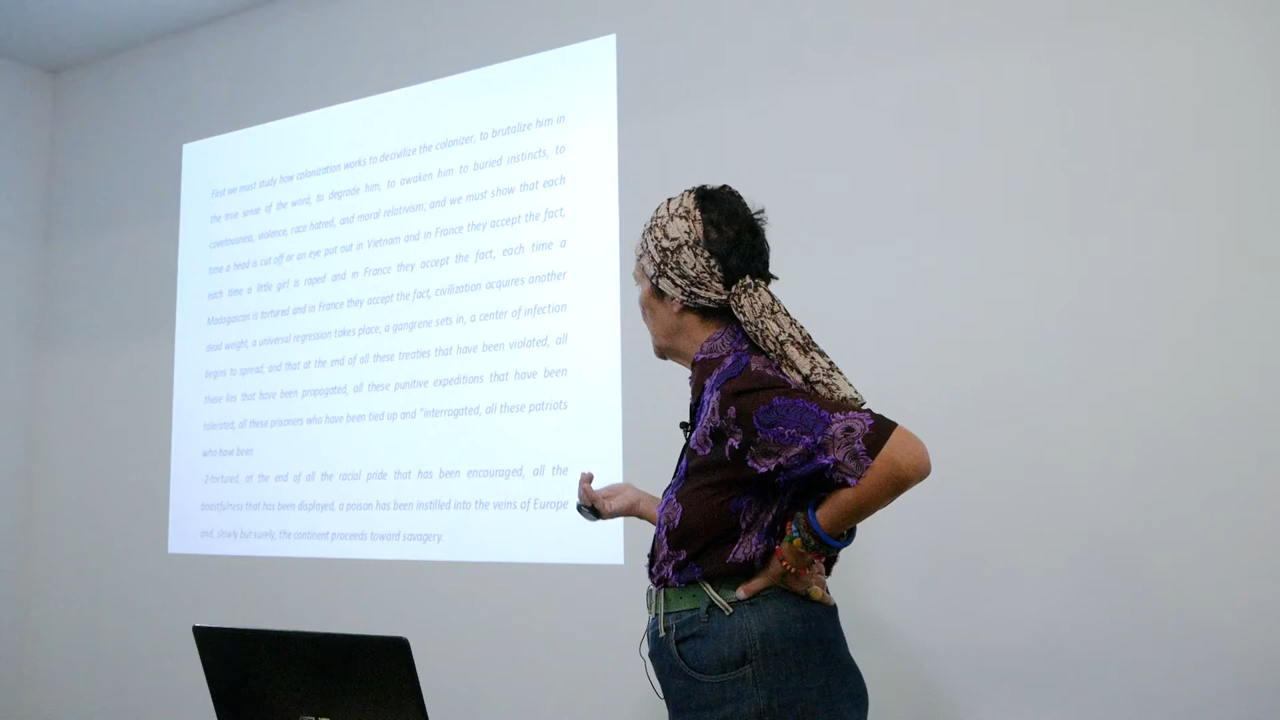 First we must study how colonization works to decivilize the colonizer, to brutalize him in
the true sense of the word, to degrade him, to awaken him to buried instincts, to
covetousness, violence, race hatred, and moral relativism; and we must show that each
time a head is cut off or an eye put out in Vietnam and in France they accept the fact,
each time a little girl is raped and in France they accept the fact, each time a
Madagascan is tortured and in France they accept the fact, civilization acquires another
dead weight, a universal regression takes place, a gangrene sets in, a center of infection
begins to spread; and that at the end of all these treaties that have been violated, all
these lies that have been propagated, all these punitive expeditions that have been
tolerated, all these prisoners who have been tied up and "interrogated, all these patriots
who have been
-2-tortured, at the end of all the racial pride that has been encouraged, all the
boastfulness that has been displayed, a poison has been instilled into the veins of Europe
and, slowly but surely, the continent proceeds toward savagery.